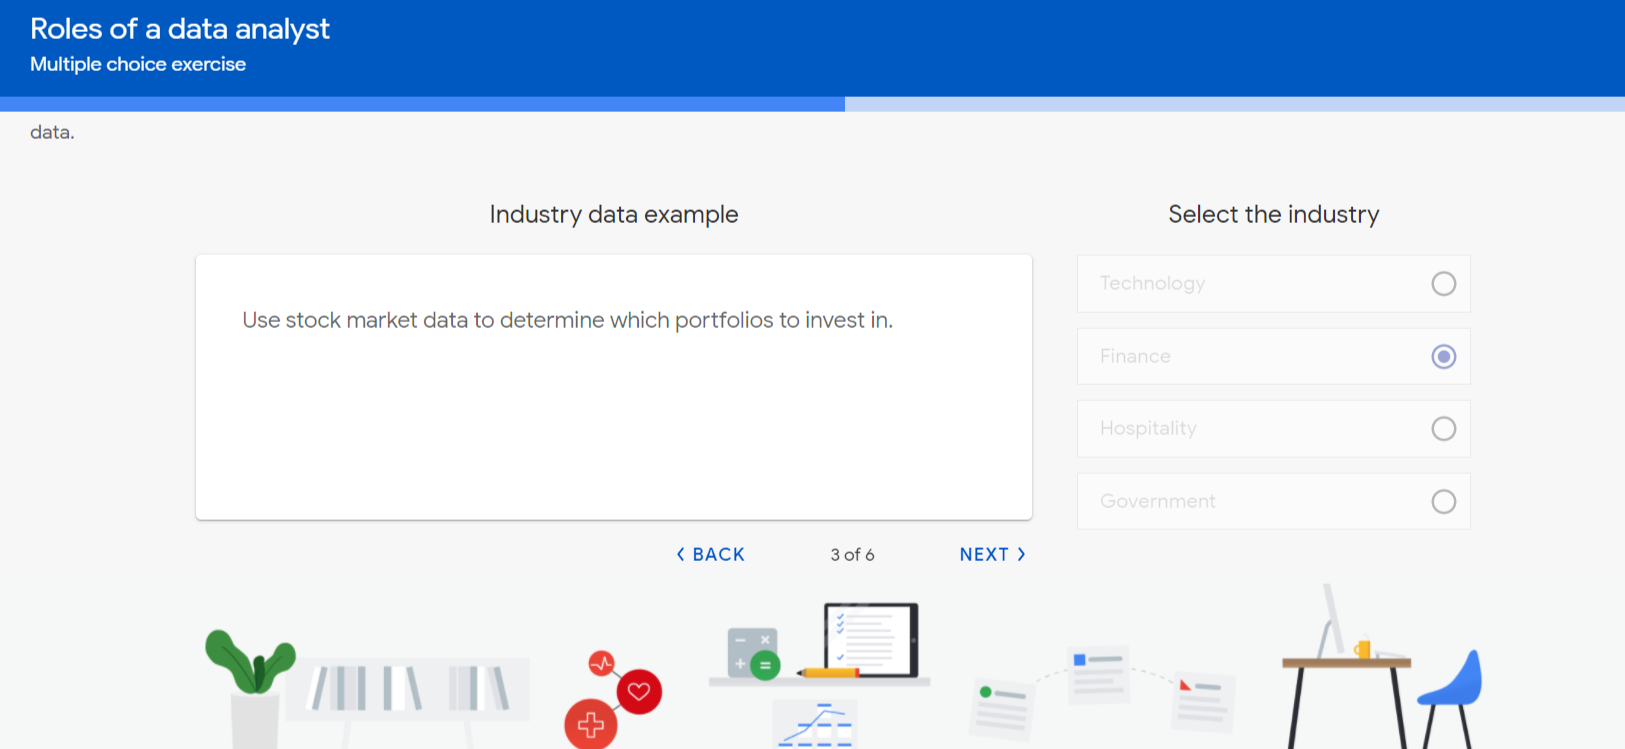 Roles of a data analyst
Multiple choice exercise
data.
Industry data example
Select the industry
Use stock market data to determine which portfolios to invest in.
Technology
Finance
Hospitality
Government
BACK
3 of 6
NEXT